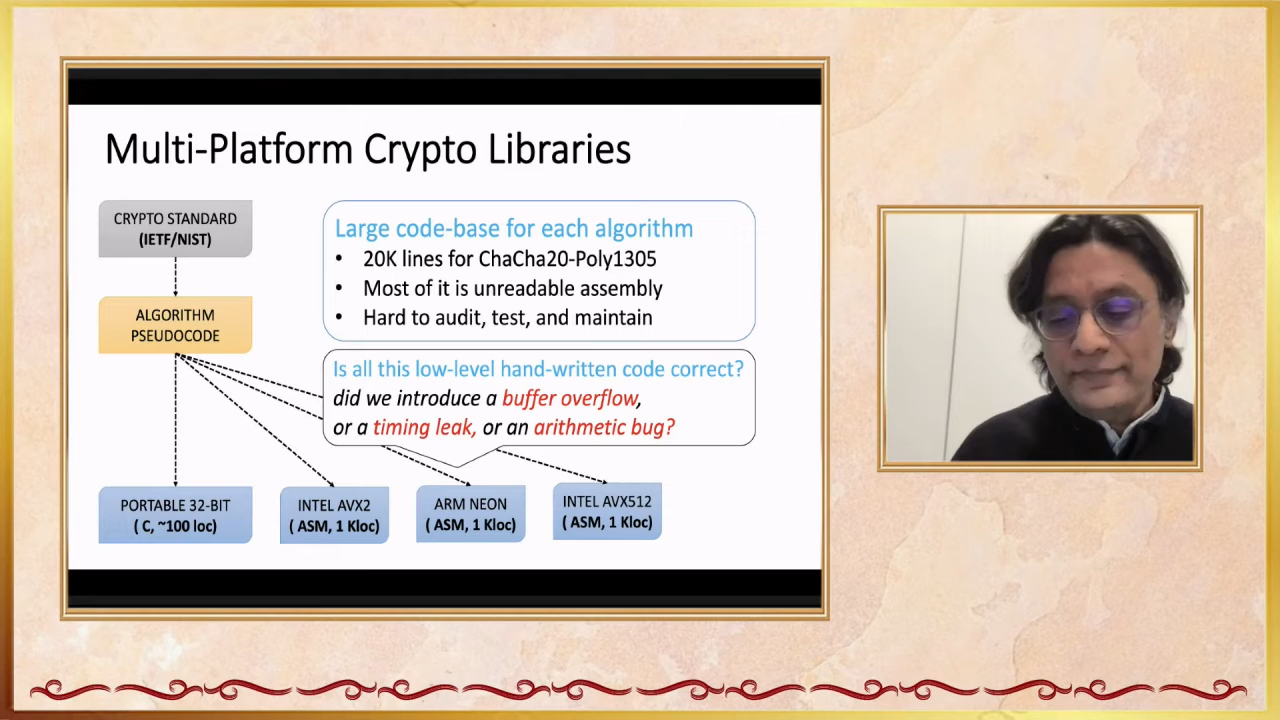 Multi-Platform Crypto Libraries
CRYPTO STANDARD
(IETF/NIST)
ALGORITHM
PSEUDOCODE
Large code-base for each algorithm
• 20K lines for ChaCha20-Poly1305
• Most of it is unreadable assembly
• Hard to audit, test, and maintain
Is all this low-level hand-written code correct?
did we introduce a buffer overflow,
or a timing leak, or an arithmetic bug?
PORTABLE 32-BIT
( C, ~100 loc)
INTEL AVX2
( ASM, 1 Kloc)
ARM NEON
( ASM, 1 Kloc)
INTEL AVX512
( ASM, 1 Kloc)